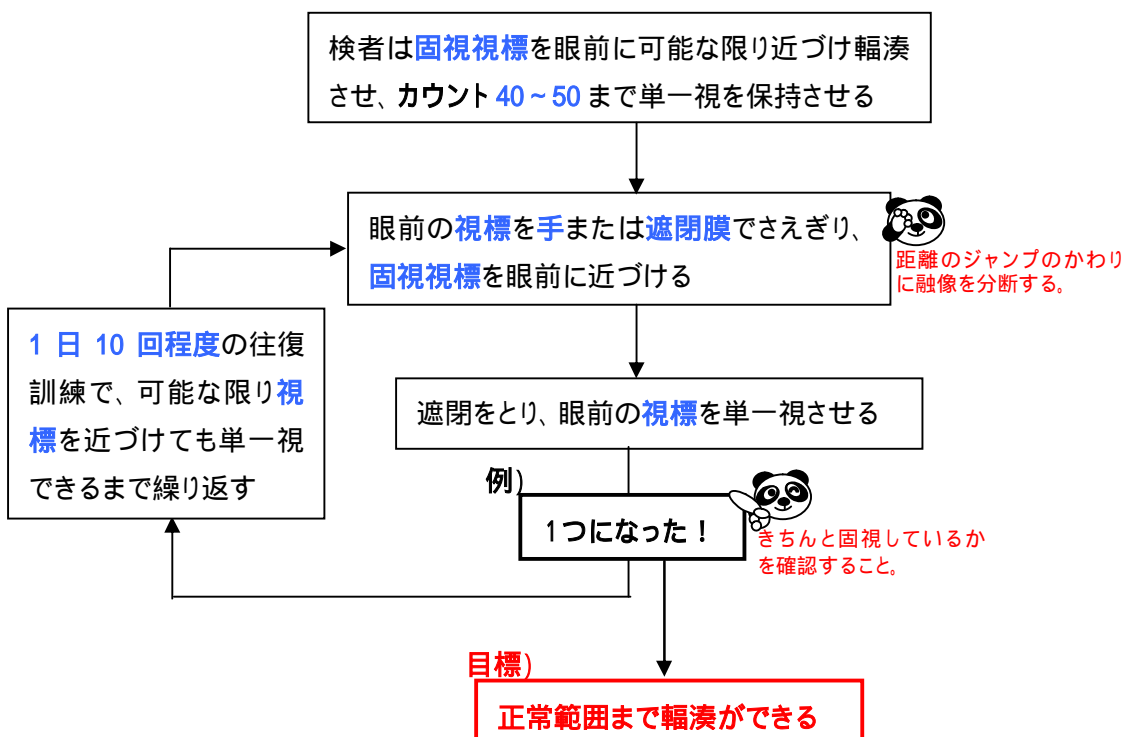 検者は固視視標を眼前に可能な限り近づけ輻湊
させ、カウント 40~50 まで単一視を保持させる
眼前の視標を手または遮閉膜でさえぎり、
固視視標を眼前に近づける
距離のジャンプのかわり
に融像を分断する。
1 日 10 回程度の往復
訓練で、可能な限り視
標を近づけても単一視
できるまで繰り返す
遮閉をとり、眼前の視標を単一視させる
例)
1つになった！
きちんと固視しているか
を確認すること。
目標)
正常範囲まで輻湊ができる